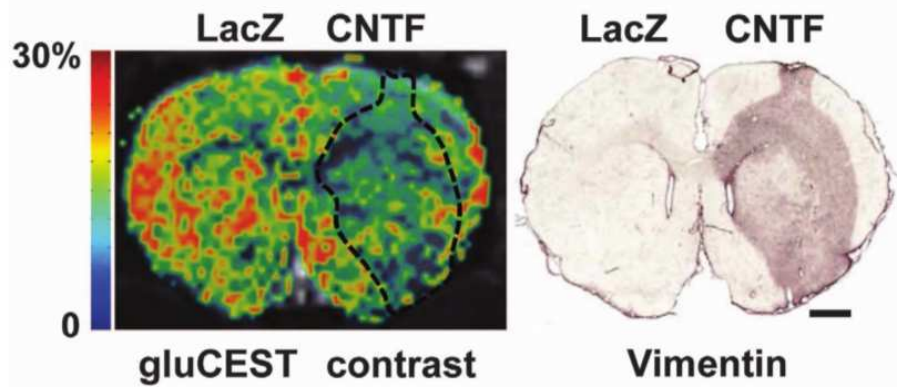 LacZ CNTF
LacZ CNTF
30%
0
gluCEST contrast
Vimentin